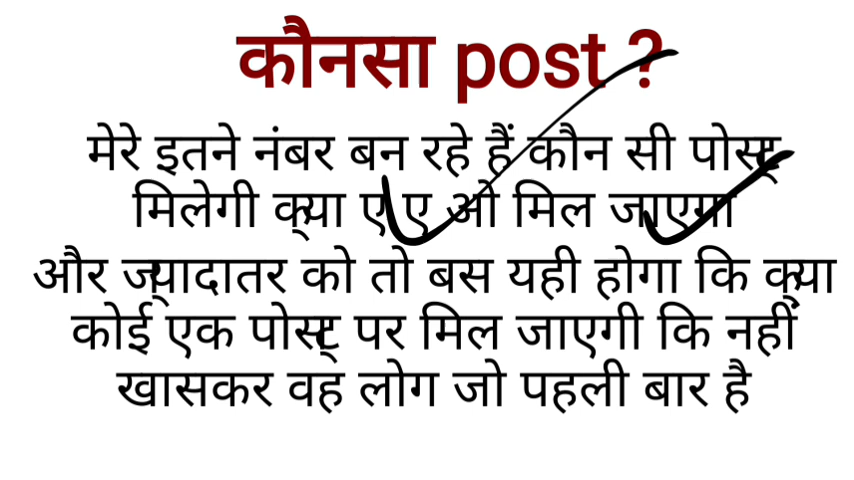 कौनसा post ?
मेरे इतने नंबर बन रहे हैं कौन सी पोस्ट
मिलेगी क्या ए ए ओ मिल जाएगा
और ज्यादातर को तो बस यही होगा कि क्या
कोई एक पोस्ट पर मिल जाएगी कि नहीं
खासकर वह लोग जो पहली बार है